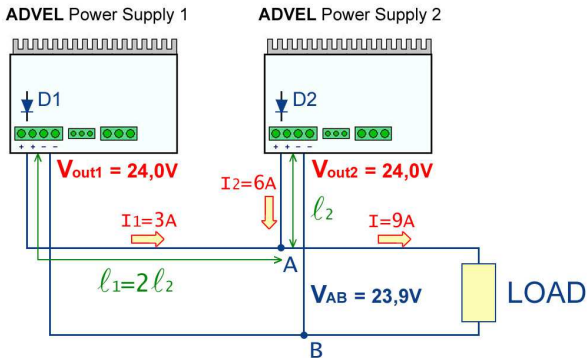 ADVEL Power Supply 1
ADVEL Power Supply 2
D1
D2
+ + − −
+ + − −
Vout1 = 24,0V
I2=6A
Vout2 = 24,0V
ℓ2
I1=3A
I=9A
A
ℓ1=2ℓ2
VAB = 23,9V
LOAD
B